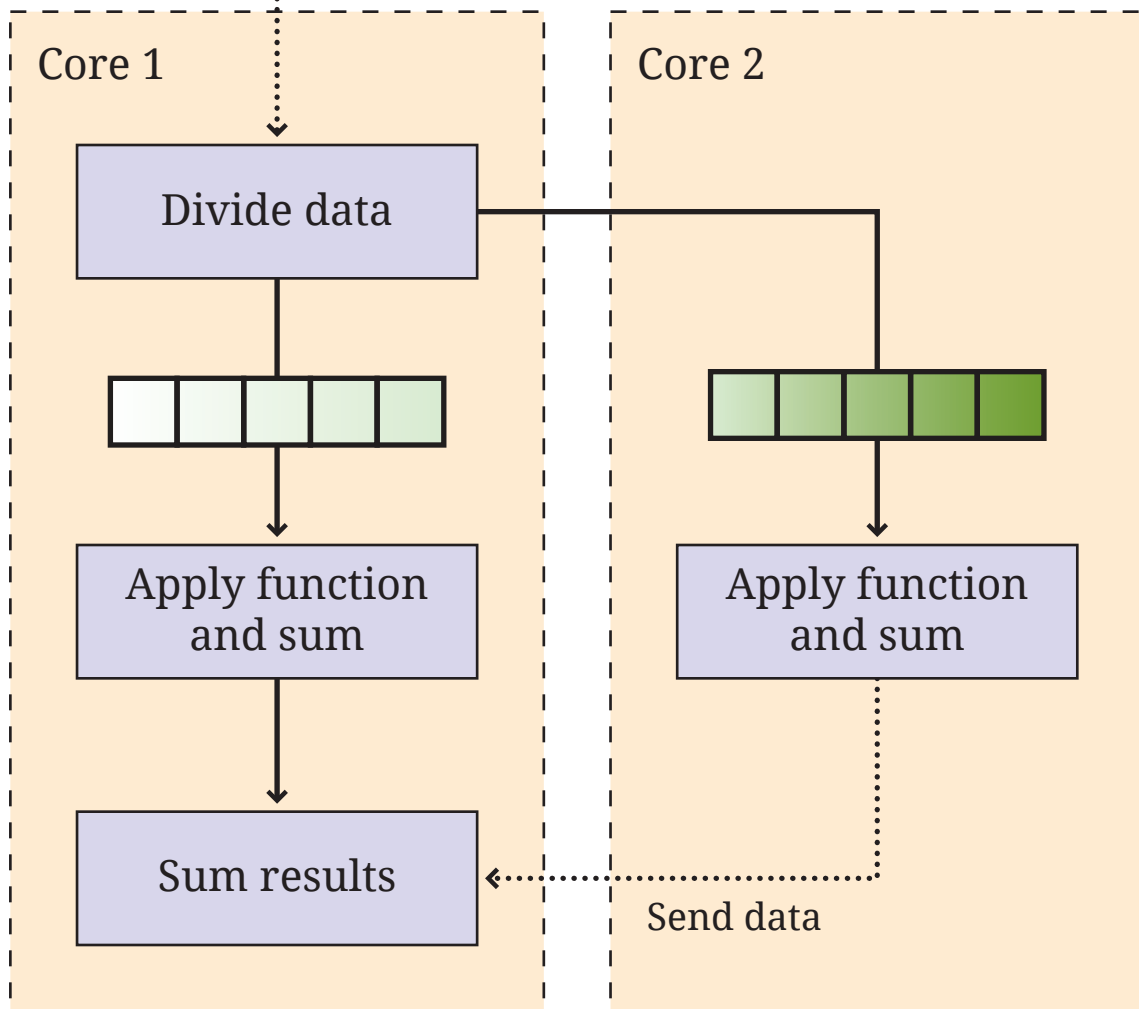 Core 1
Core 2
Divide data
Apply function
and sum
Apply function
and sum
Sum results
Send data